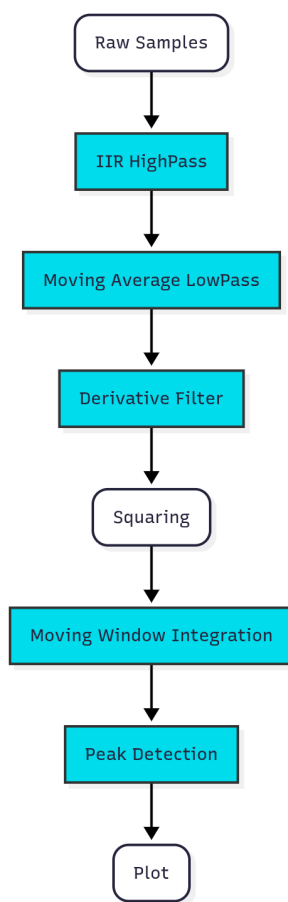 Raw Samples
IIR HighPass
Moving Average LowPass
Derivative Filter
Squaring
Moving Window Integration
Peak Detection
Plot